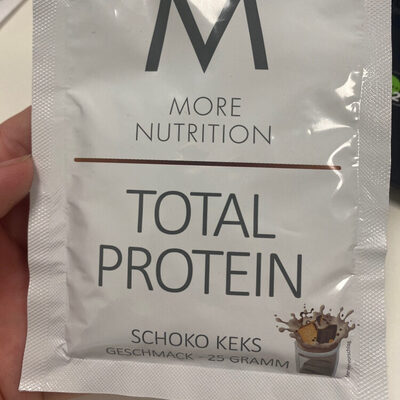 M
MORE
NUTRITION
TOTAL
PROTEIN
SCHOKO KEKS
GESCHMACK - 25 GRAMM